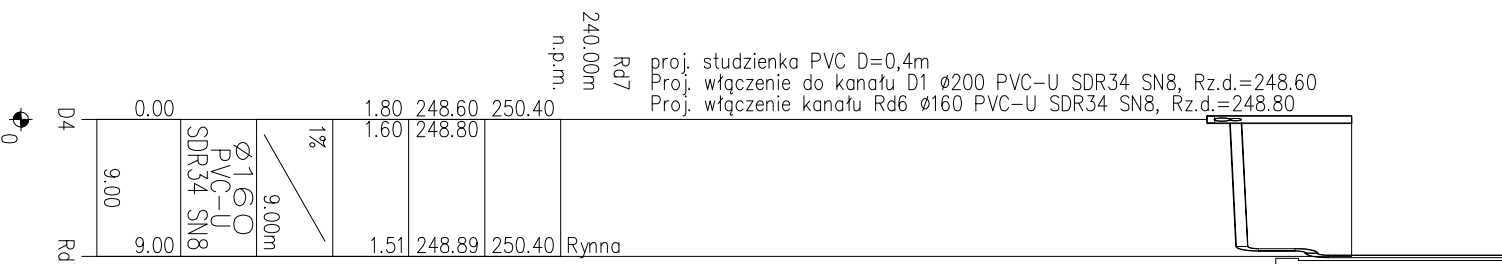 240.00m
n.p.m.
Rd7
proj. studzienka PVC D=0,4m
Proj. włączenie do kanału D1 ø200 PVC-U SDR34 SN8, Rz.d.=248.60
Proj. włączenie kanału Rd6 ø160 PVC-U SDR34 SN8, Rz.d.=248.80
0
D4
0.00
1.80 248.60 250.40
1.60 248.80
9.00
ø160
PVC-U
SDR34 SN8
1%
9.00m
Rd
9.00
1.51 248.89 250.40 Rynna